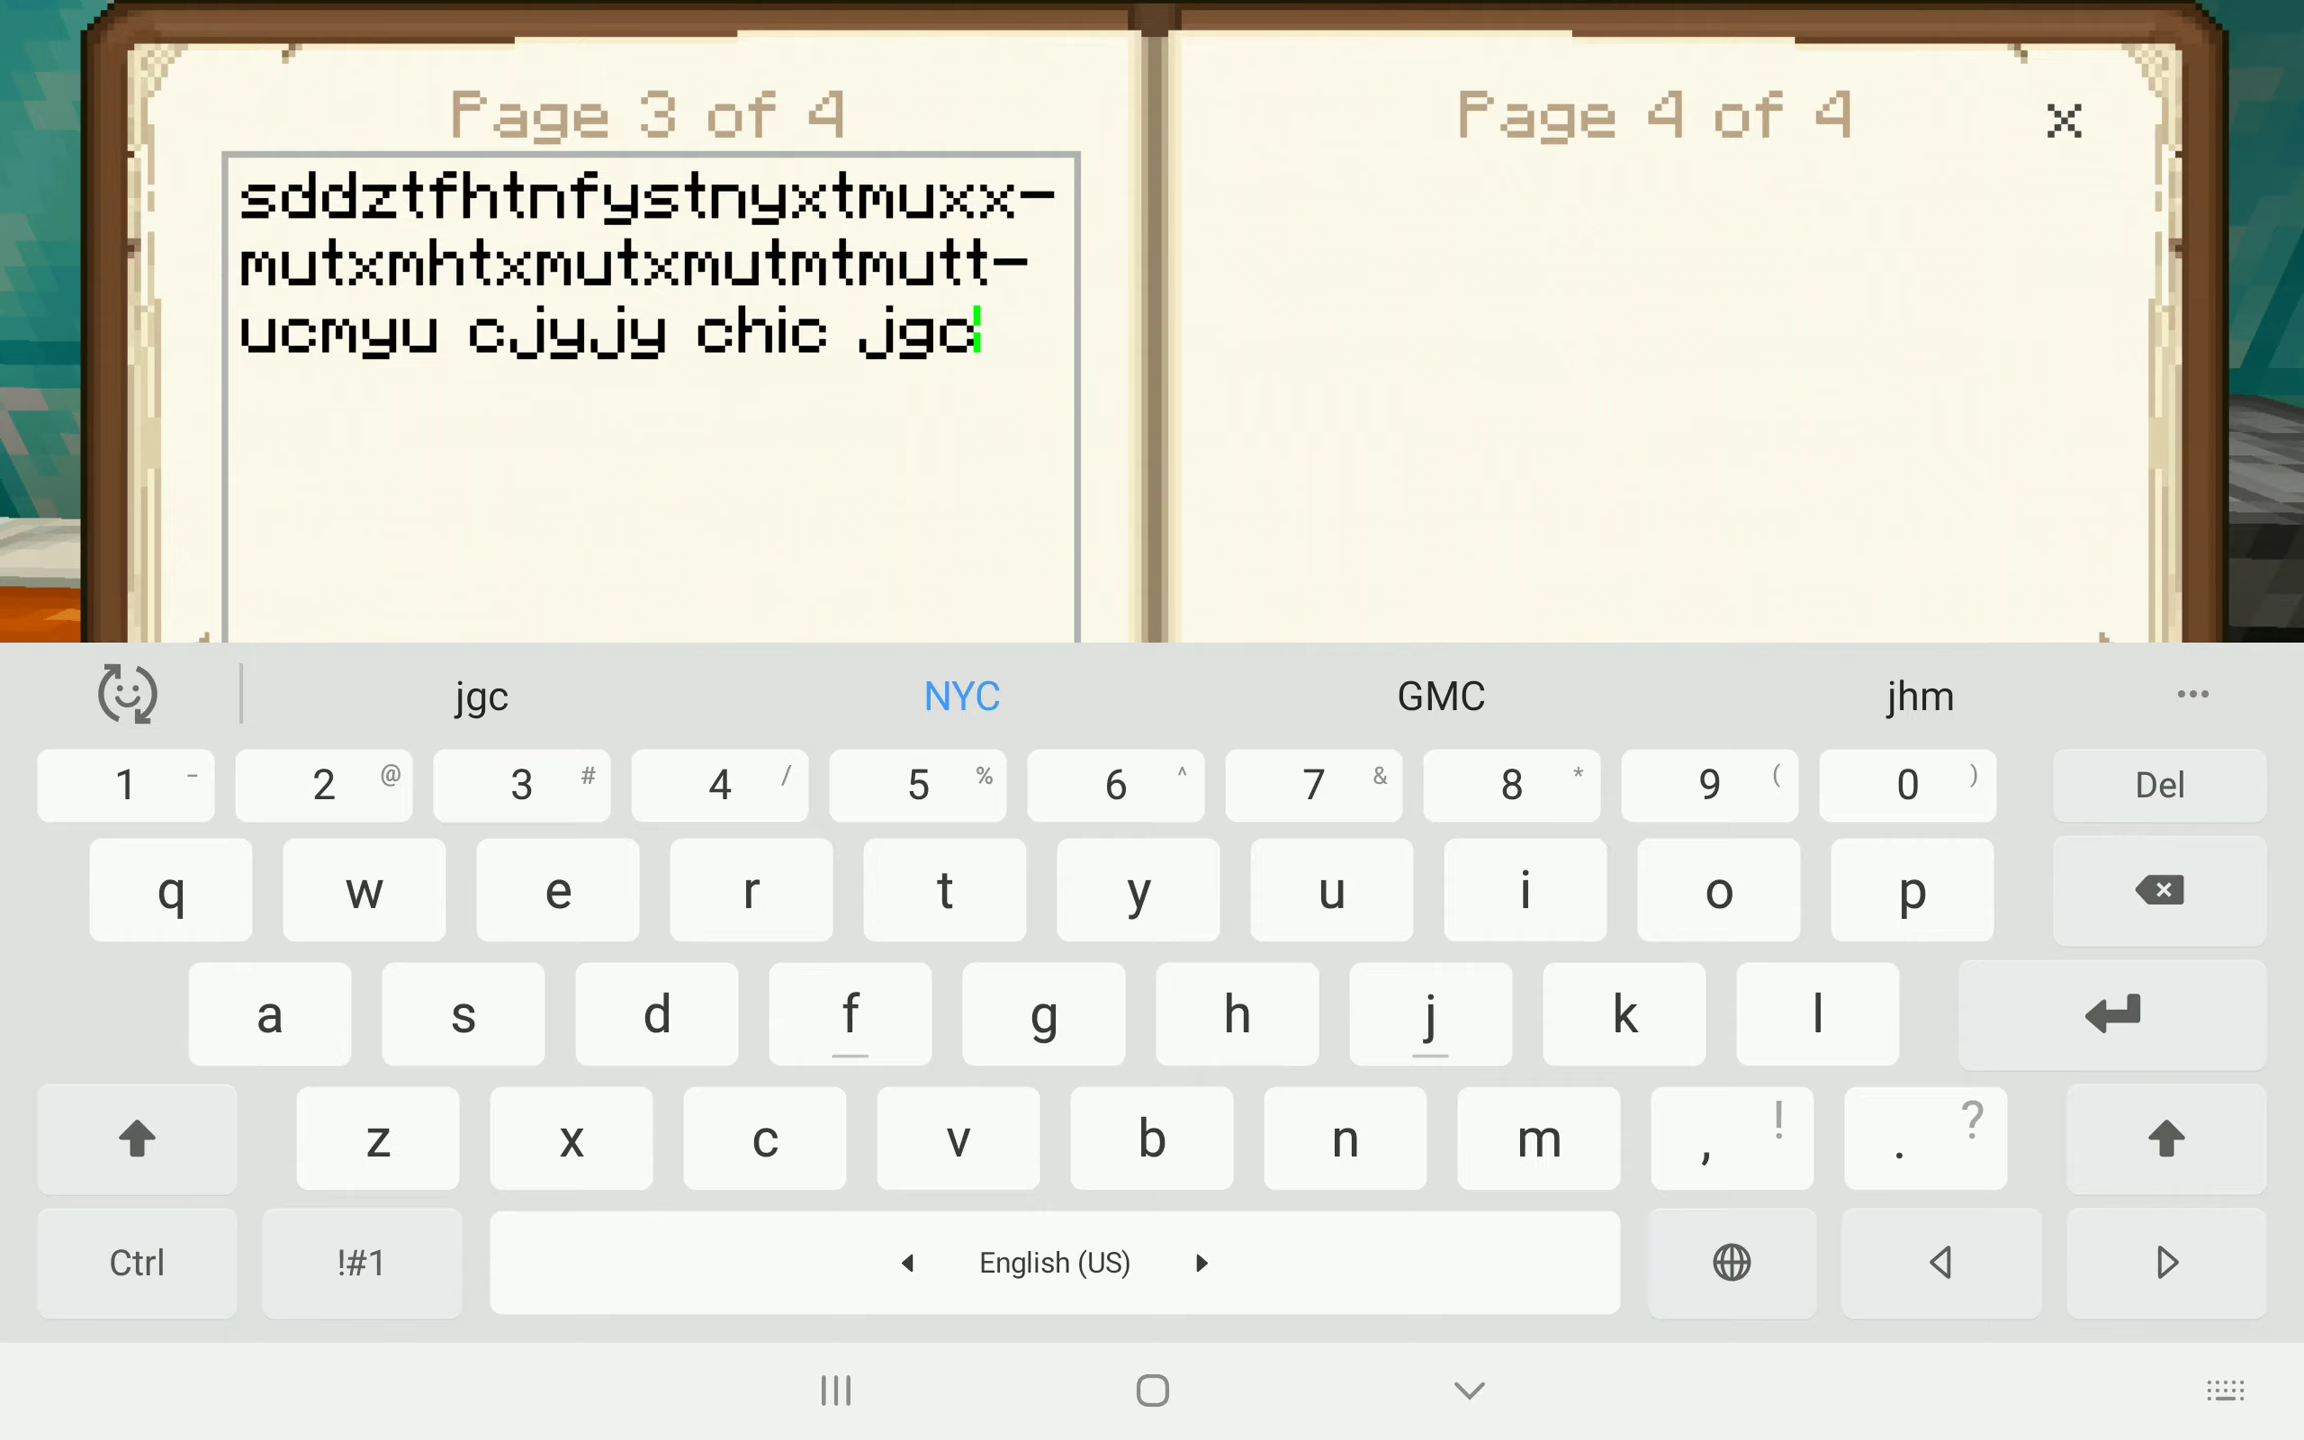 Page 3 of 4
sddztfhtnfystnyxtmuxx-
mutxmhtxmutxmutmtmutt-
ucmyu cjyjy chic jgc
Page 4 of 4
x
jgc NYC GMC jhm ...
1 - 2 @ 3 # 4 / 5 % 6 ^ 7 & 8 * 9 ( 0 ) Del
q w e r t y u i o p
a s d f g h j k l
z x c v b n m , ! . ?
Ctrl !#1 English (US)